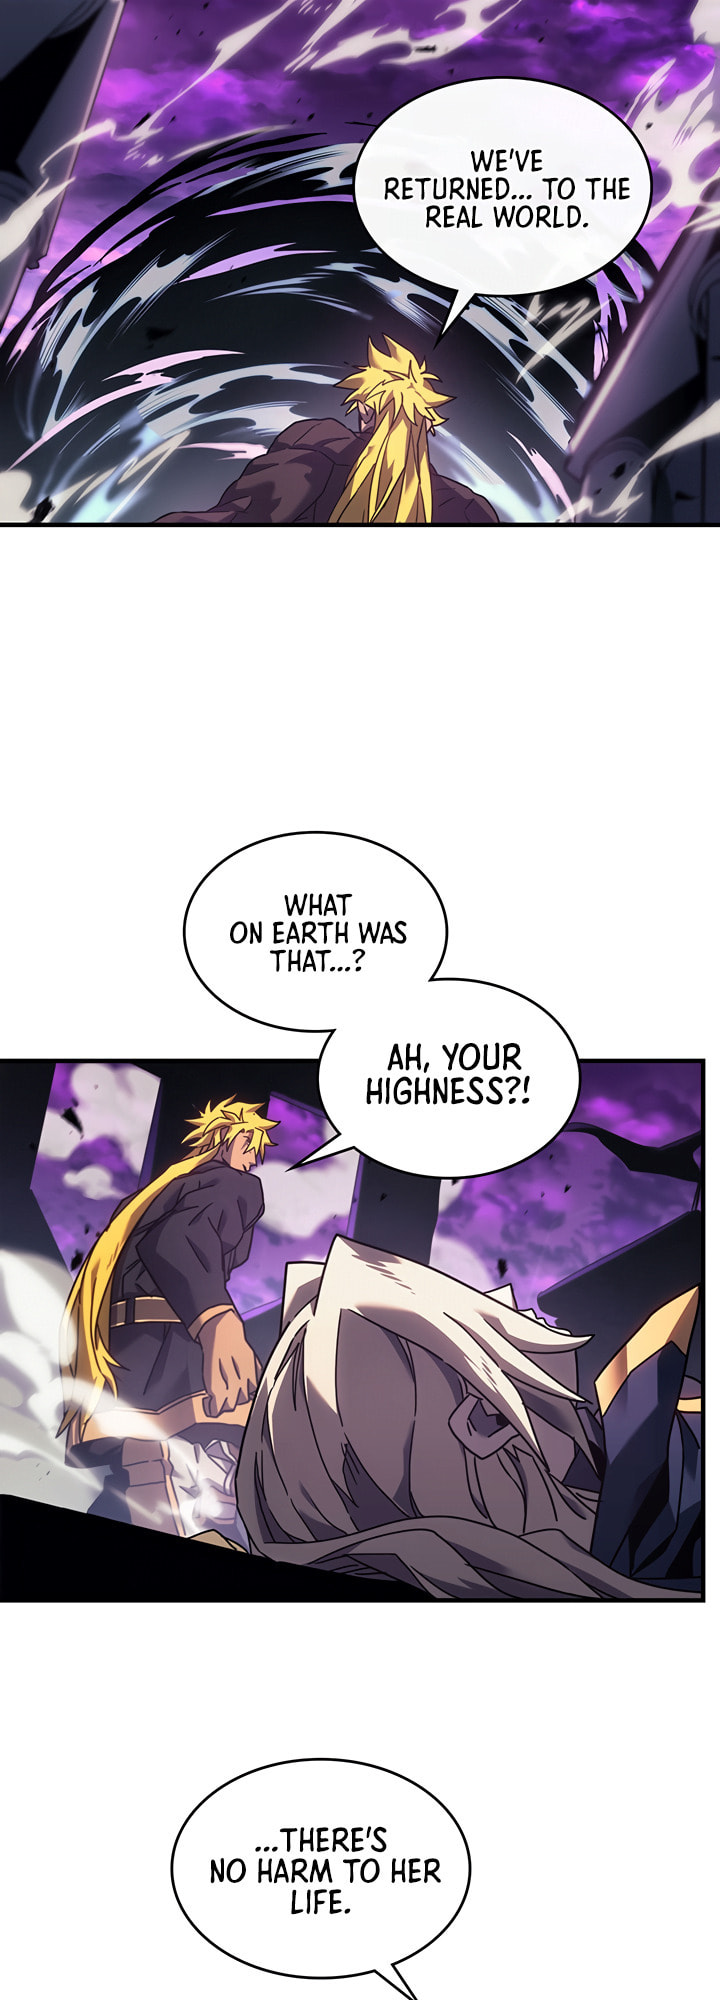 WE'VE
RETURNED... TO THE
REAL WORLD.
WHAT
ON EARTH WAS
THAT...?
AH, YOUR
HIGHNESS?!
...THERE'S
NO HARM TO HER
LIFE.